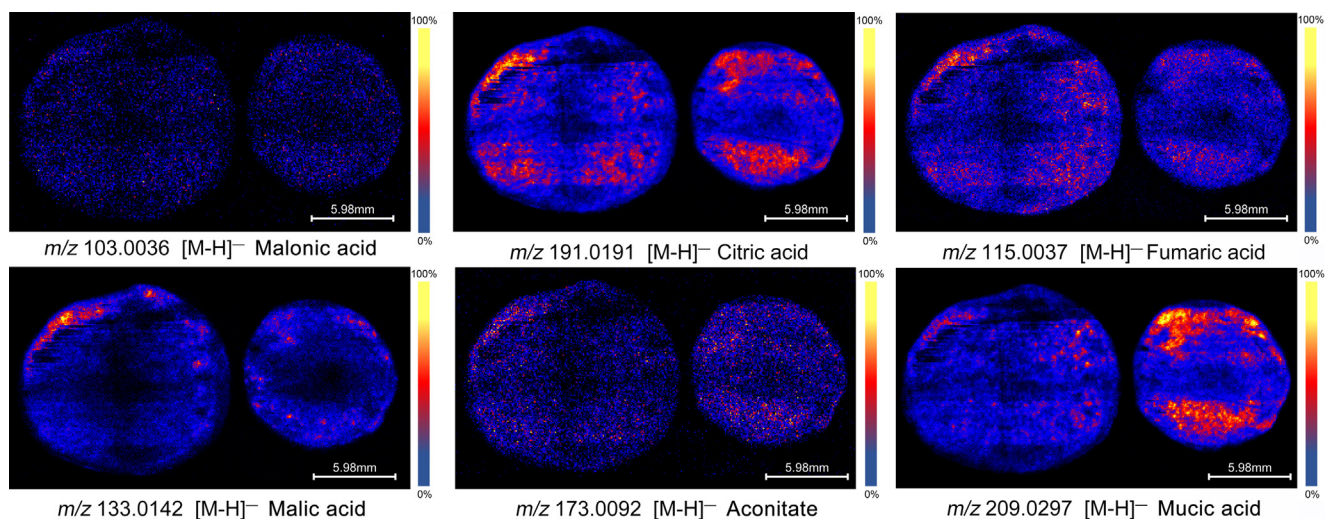 100%
100%
100%
5.98mm
0%
5.98mm
0%
5.98mm
0%
m/z 103.0036 [M-H]— Malonic acid
m/z 191.0191 [M-H]— Citric acid
m/z 115.0037 [M-H]— Fumaric acid
100%
100%
100%
5.98mm
0%
5.98mm
0%
5.98mm
0%
m/z 133.0142 [M-H]— Malic acid
m/z 173.0092 [M-H]— Aconitate
m/z 209.0297 [M-H]— Mucic acid